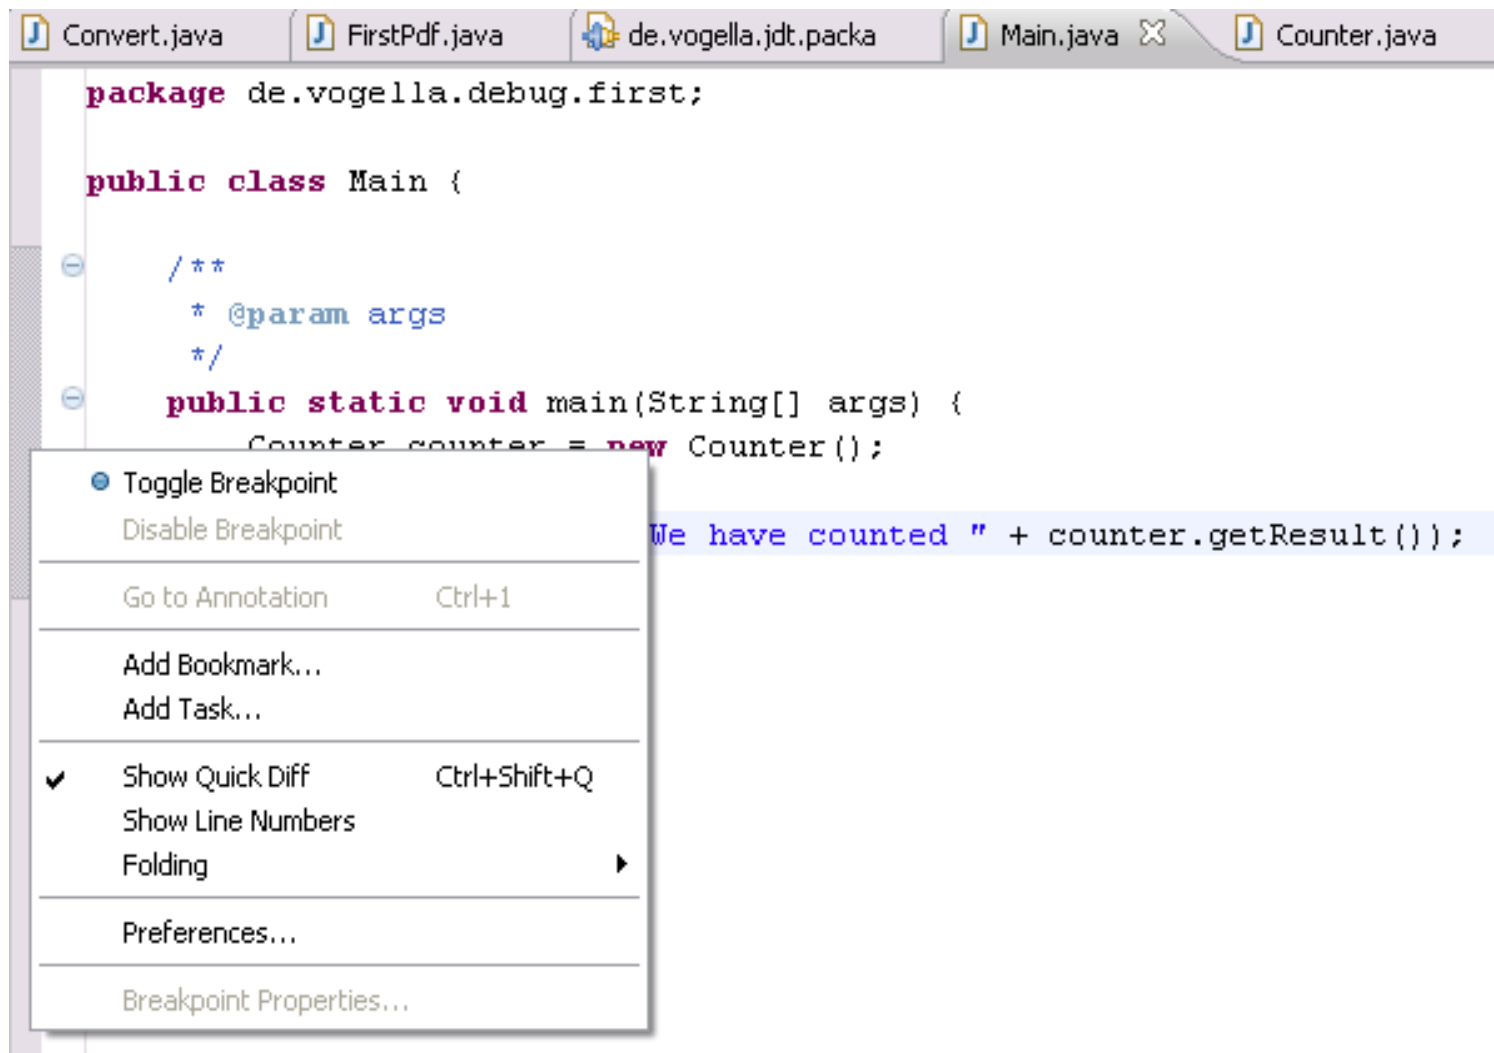 Convert.java FirstPdf.java de.vogella.jdt.packa Main.java Counter.java
package de.vogella.debug.first;
public class Main {
/**
* @param args
*/
public static void main(String[] args) {
Counter counter = new Counter();
We have counted " + counter.getResult());
Toggle Breakpoint
Disable Breakpoint
Go to Annotation Ctrl+1
Add Bookmark...
Add Task...
Show Quick Diff Ctrl+Shift+Q
Show Line Numbers
Folding
Preferences...
Breakpoint Properties...